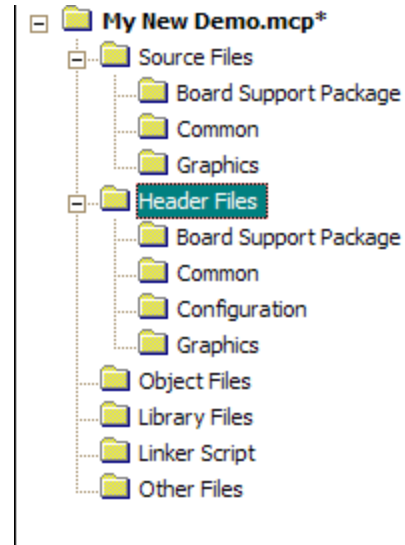 My New Demo.mcp*
Source Files
Board Support Package
Common
Graphics
Header Files
Board Support Package
Common
Configuration
Graphics
Object Files
Library Files
Linker Script
Other Files